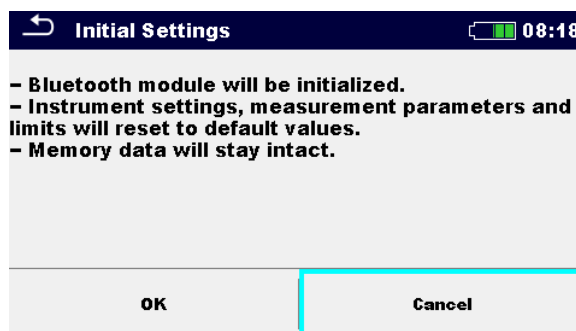 Initial Settings
08:18
– Bluetooth module will be initialized.
– Instrument settings, measurement parameters and
limits will reset to default values.
– Memory data will stay intact.
OK
Cancel